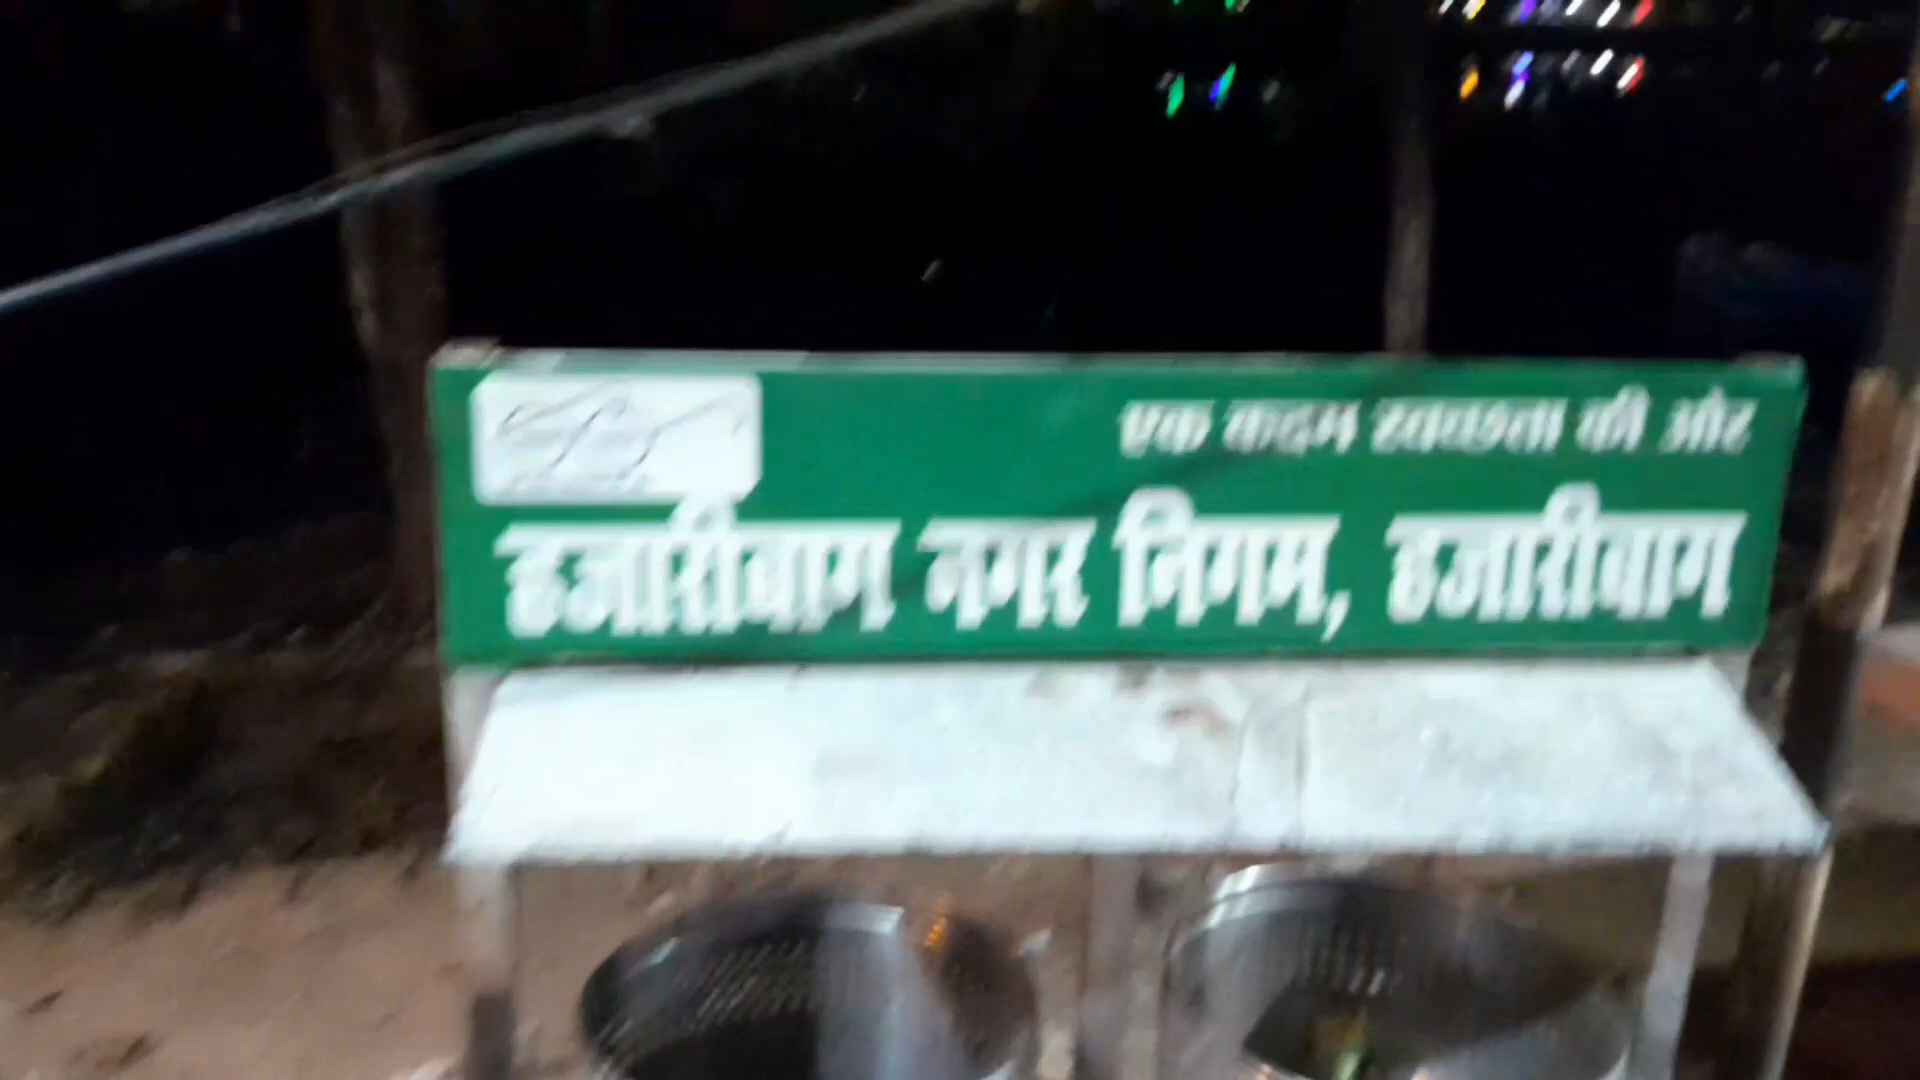 एक कदम स्वच्छता की ओर
हजारीबाग नगर निगम, हजारीबाग